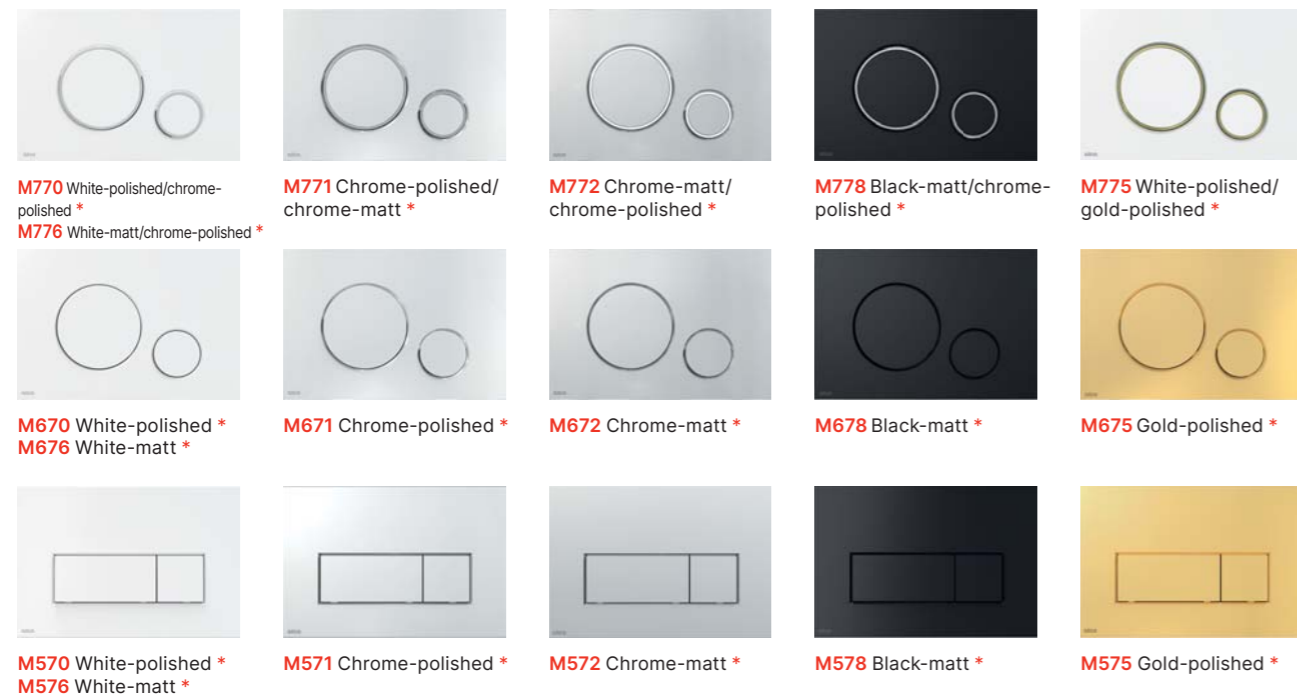 M770 White-polished/chrome-
polished *
M776 White-matt/chrome-polished *
M771 Chrome-polished/
chrome-matt *
M772 Chrome-matt/
chrome-polished *
M778 Black-matt/chrome-
polished *
M775 White-polished/
gold-polished *
M670 White-polished *
M676 White-matt *
M671 Chrome-polished *
M672 Chrome-matt *
M678 Black-matt *
M675 Gold-polished *
M570 White-polished *
M576 White-matt *
M571 Chrome-polished *
M572 Chrome-matt *
M578 Black-matt *
M575 Gold-polished *